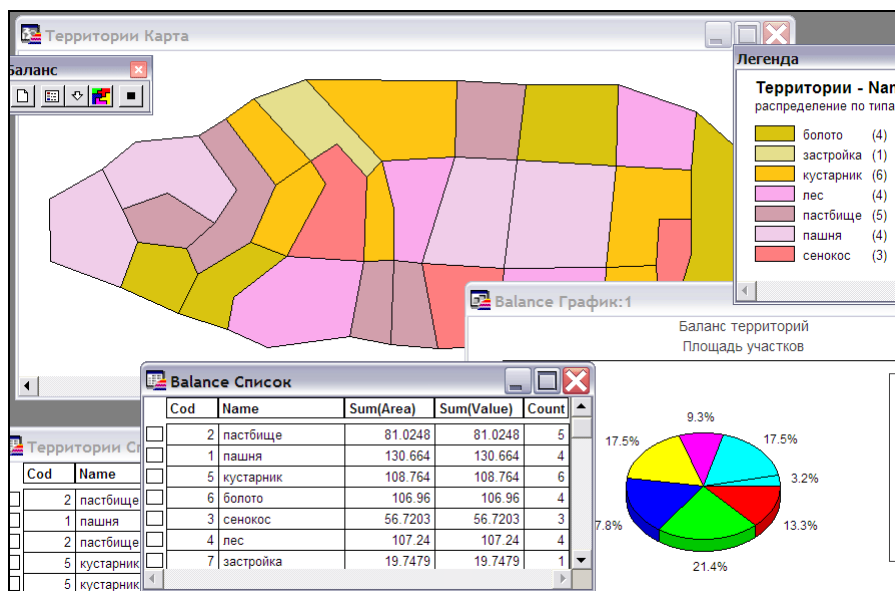 Территории Карта
Баланс
Легенда
Территории - Nam
распределение по типа
болото (4)
застройка (1)
кустарник (6)
лес (4)
пастбище (5)
пашня (4)
сенокос (3)
Balance График:1
Баланс территорий
Площадь участков
9.3%
17.5%
17.5%
3.2%
7.8%
13.3%
21.4%
Balance Список
Cod Name Sum(Area) Sum(Value) Count
2 пастбище 81.0248 81.0248 5
1 пашня 130.664 130.664 4
5 кустарник 108.764 108.764 6
6 болото 106.96 106.96 4
3 сенокос 56.7203 56.7203 3
4 лес 107.24 107.24 4
7 застройка 19.7479 19.7479 1
Территории Сп
Cod Name
2 пастбище
1 пашня
2 пастбище
5 кустарник
5 кустарник